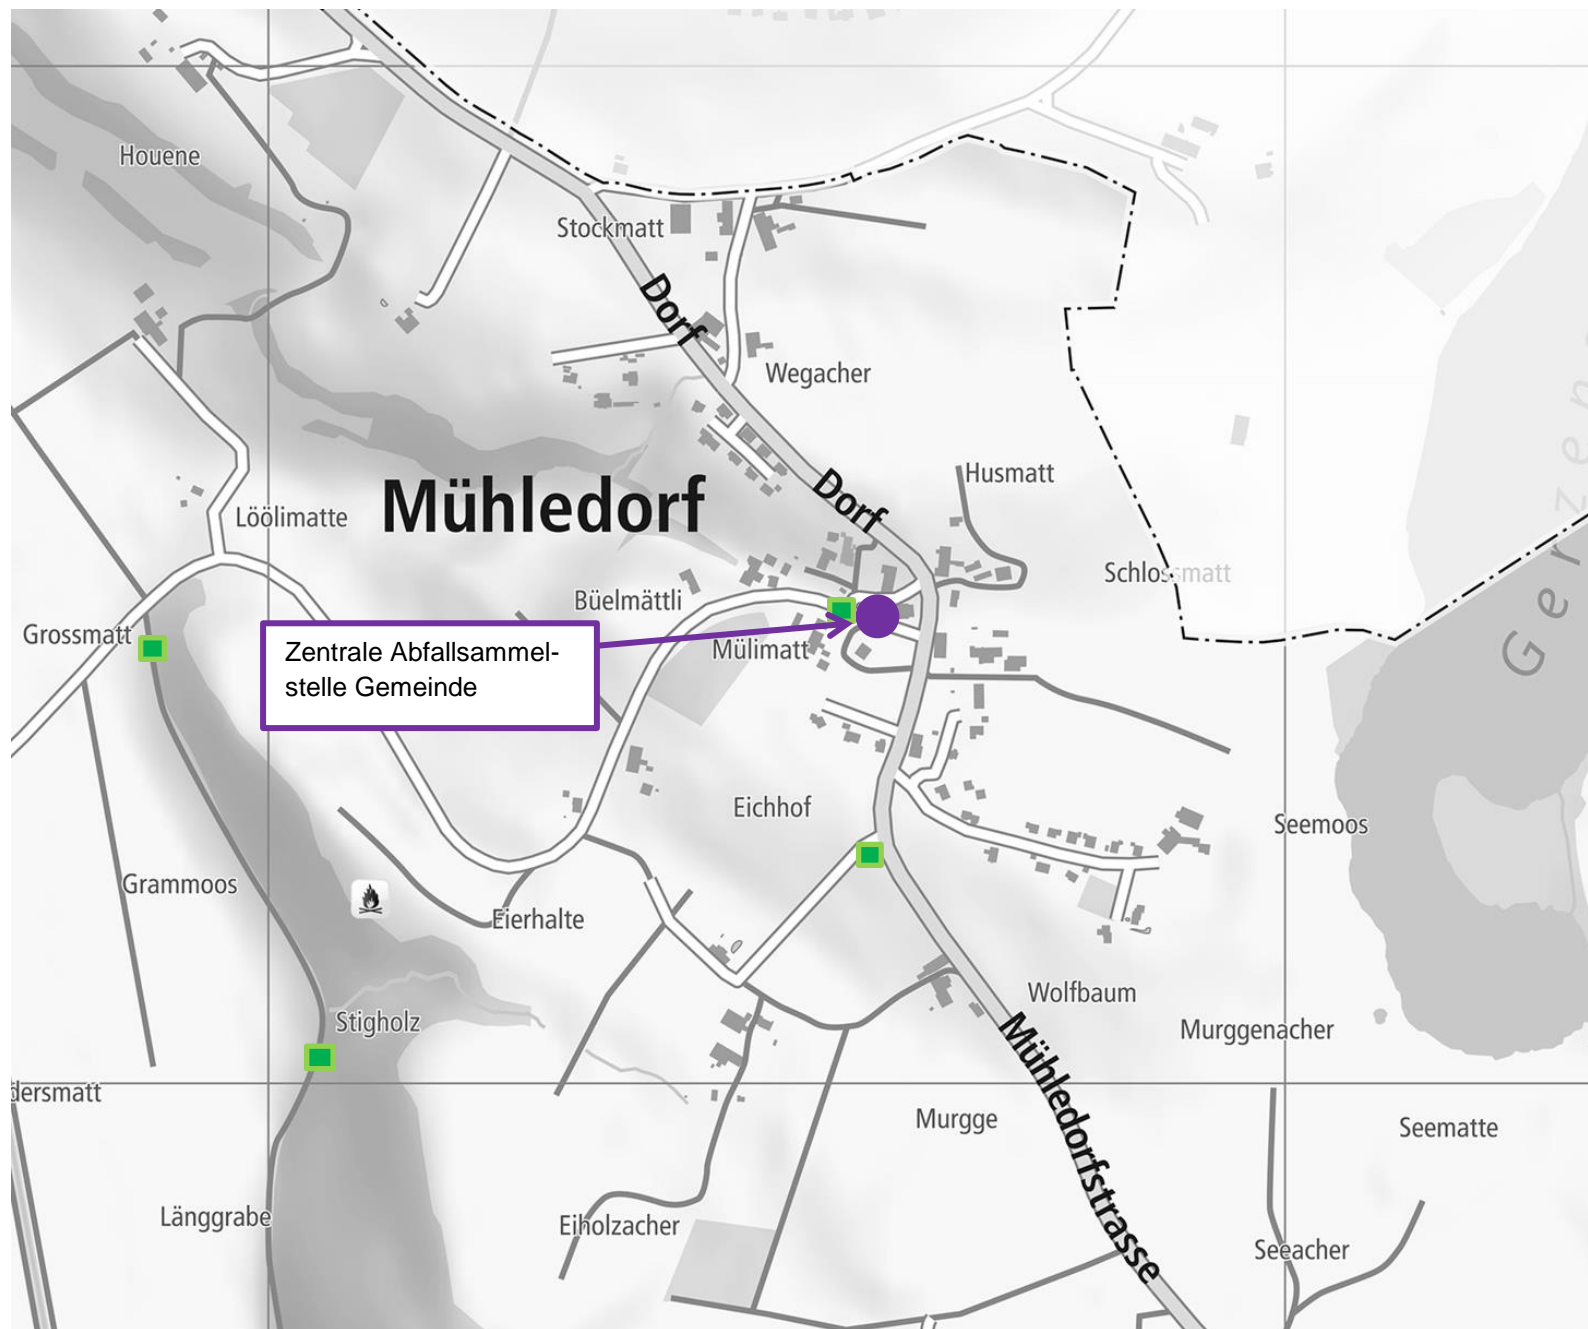 Houene
Stockmatt
Dorf
Wegacher
Husmatt
Dorf
Mühledorf
Löölimatte
Schlossmatt
Gerzens
Büelmättli
Grossmatt
Mülimatt
Zentrale Abfallsammel-
stelle Gemeinde
Eichhof
Seemoos
Grammoos
Eierhalte
Wolfbaum
Stigholz
Murggenacher
dersmatt
Mühledorfstrasse
Murgge
Seematte
Länggrabe
Eiholzacher
Seeacher